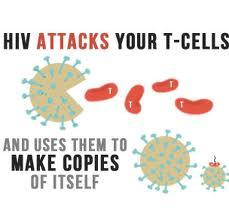 HIV ATTACKS YOUR T-CELLS
T
T
T
T
AND USES THEM TO
MAKE COPIES
OF ITSELF